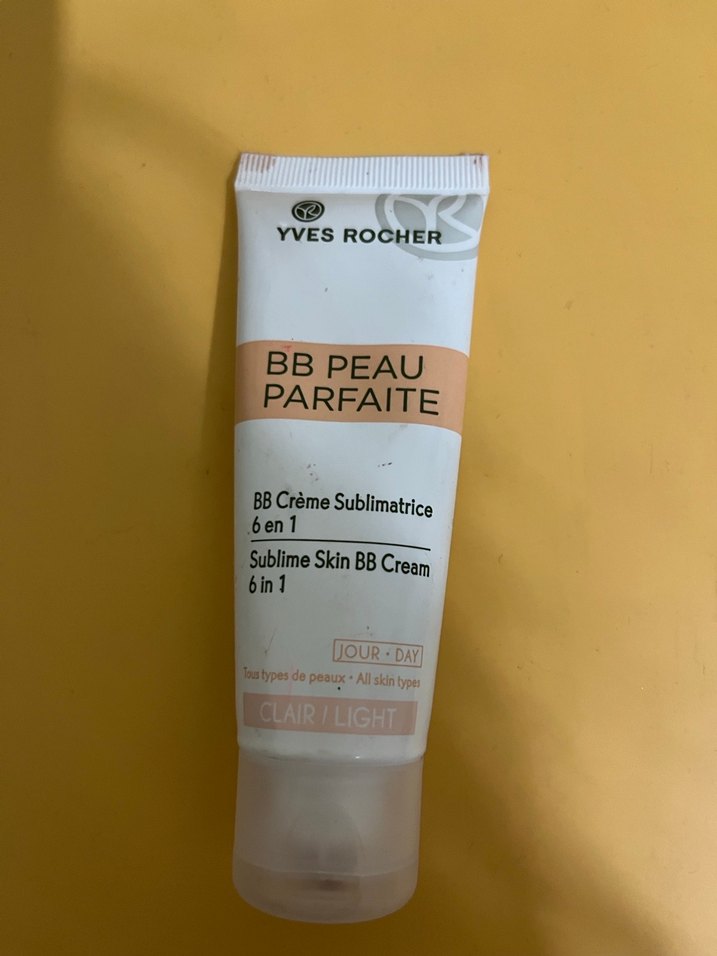 YVES ROCHER
BB PEAU
PARFAITE
BB Crème Sublimatrice
6 en 1
Sublime Skin BB Cream
6 in 1
JOUR • DAY
Tous types de peaux • All skin types
CLAIR / LIGHT